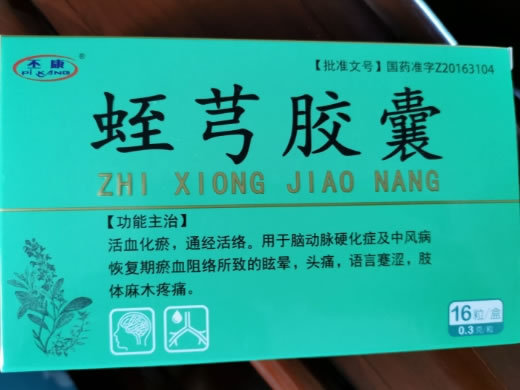 丕康
PI KANG
【批准文号】国药准字Z20163104
蛭芎胶囊
ZHI XIONG JIAO NANG
【功能主治】
活血化瘀，通经活络。用于脑动脉硬化症及中风病
恢复期瘀血阻络所致的眩晕，头痛，语言蹇涩，肢
体麻木疼痛。
16粒/盒
0.3克/粒